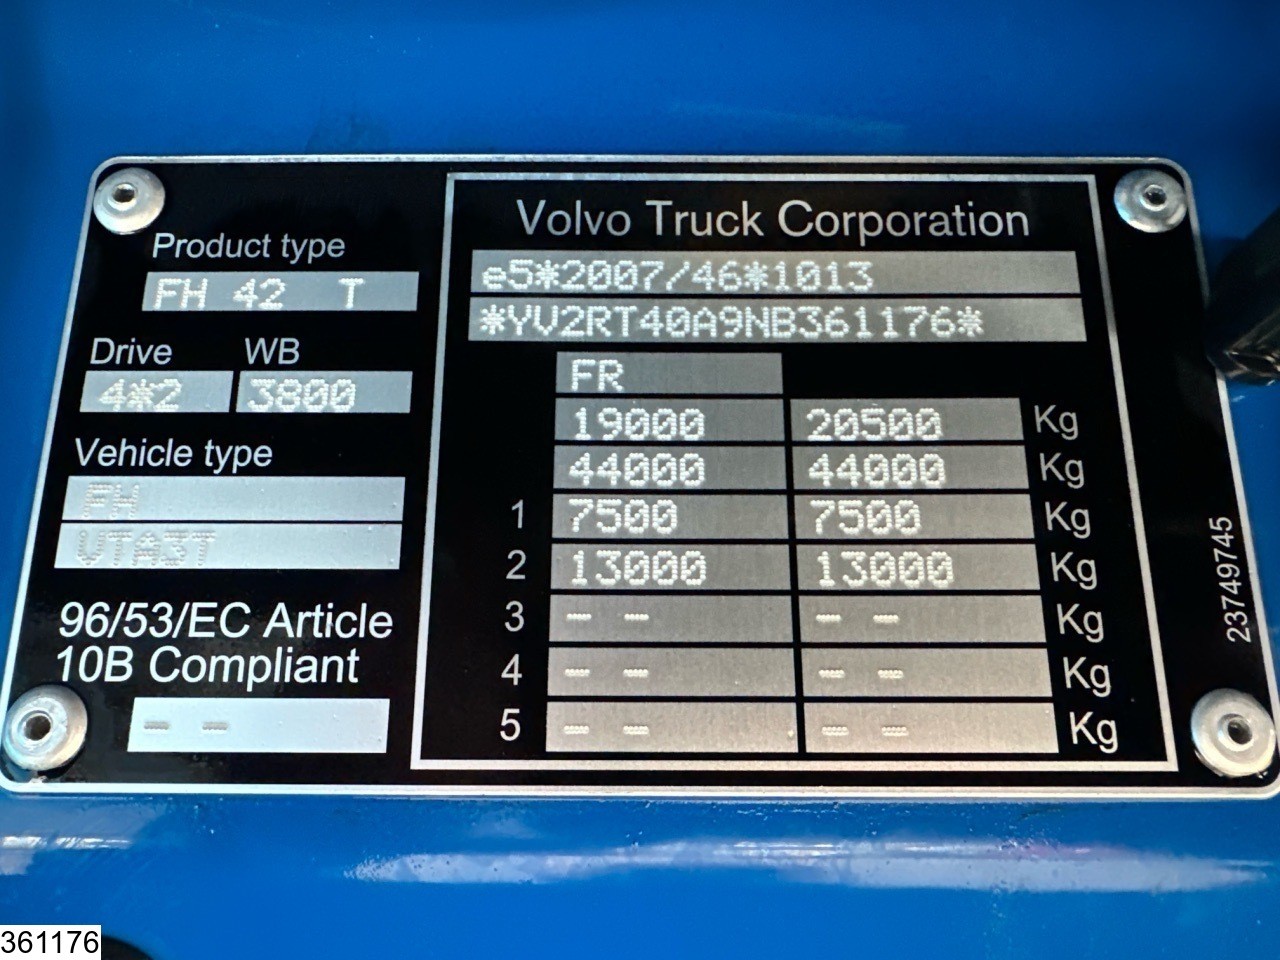 Volvo Truck Corporation
Product type
FH 42 T
e5*2007/46*1013
*YV2RT40A9NB361176*
Drive WB
4*2 3800
FR
19000 20500 Kg
44000 44000 Kg
Vehicle type
FH
VTA3T
1 7500 7500 Kg
2 13000 13000 Kg
3 -- -- Kg
4 -- -- Kg
5 -- -- Kg
96/53/EC Article
10B Compliant
-- 
23749745
361176